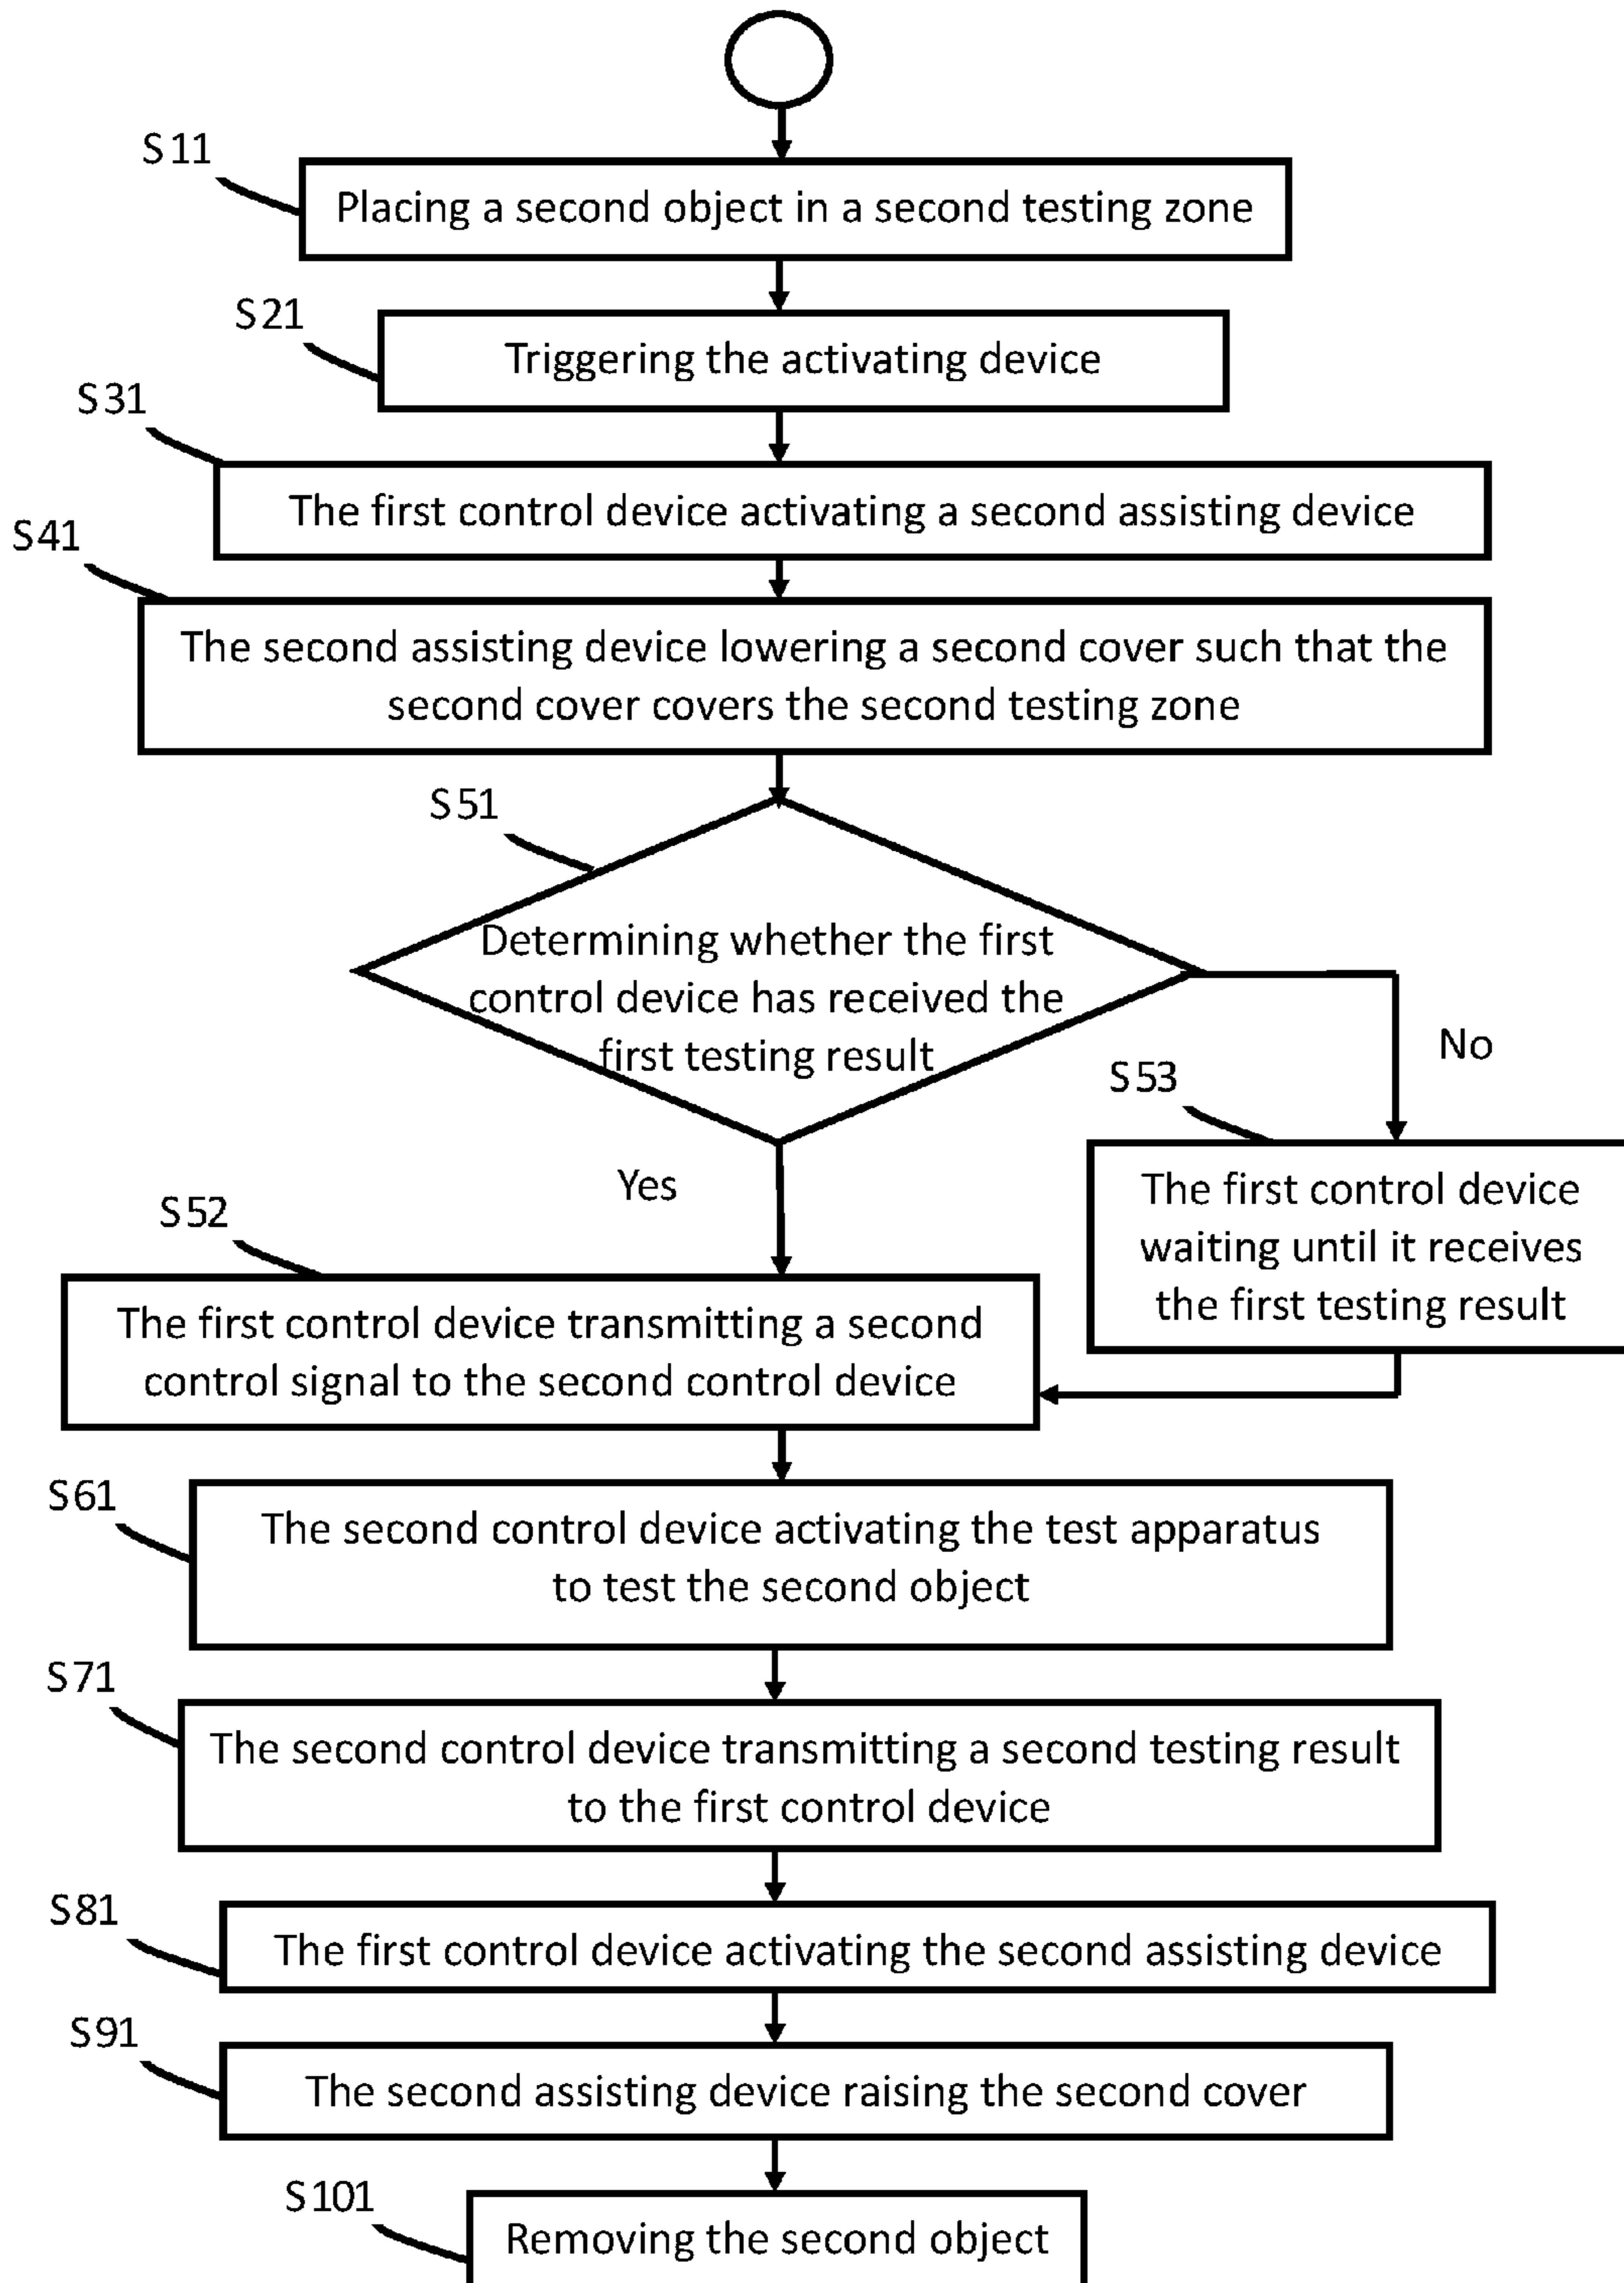 S11
Placing a second object in a second testing zone
S21
Triggering the activating device
S31
The first control device activating a second assisting device
S41
The second assisting device lowering a second cover such that the
second cover covers the second testing zone
S51
Determining whether the first
control device has received the
first testing result
No
S53
The first control device
waiting until it receives
the first testing result
Yes
S52
The first control device transmitting a second
control signal to the second control device
S61
The second control device activating the test apparatus
to test the second object
S71
The second control device transmitting a second testing result
to the first control device
S81
The first control device activating the second assisting device
S91
The second assisting device raising the second cover
S101
Removing the second object